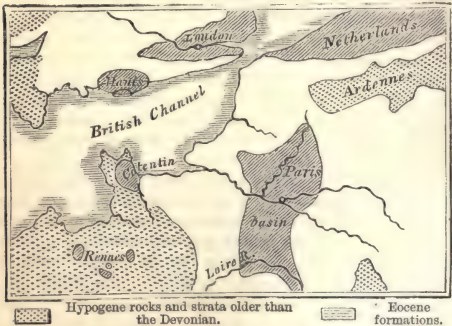 London
Netherlands
Hants
Ardennes
British Channel
Cotentin
Paris
basin
Rennes
Loire R.
Hypogene rocks and strata older than
the Devonian.
Eocene
formations.